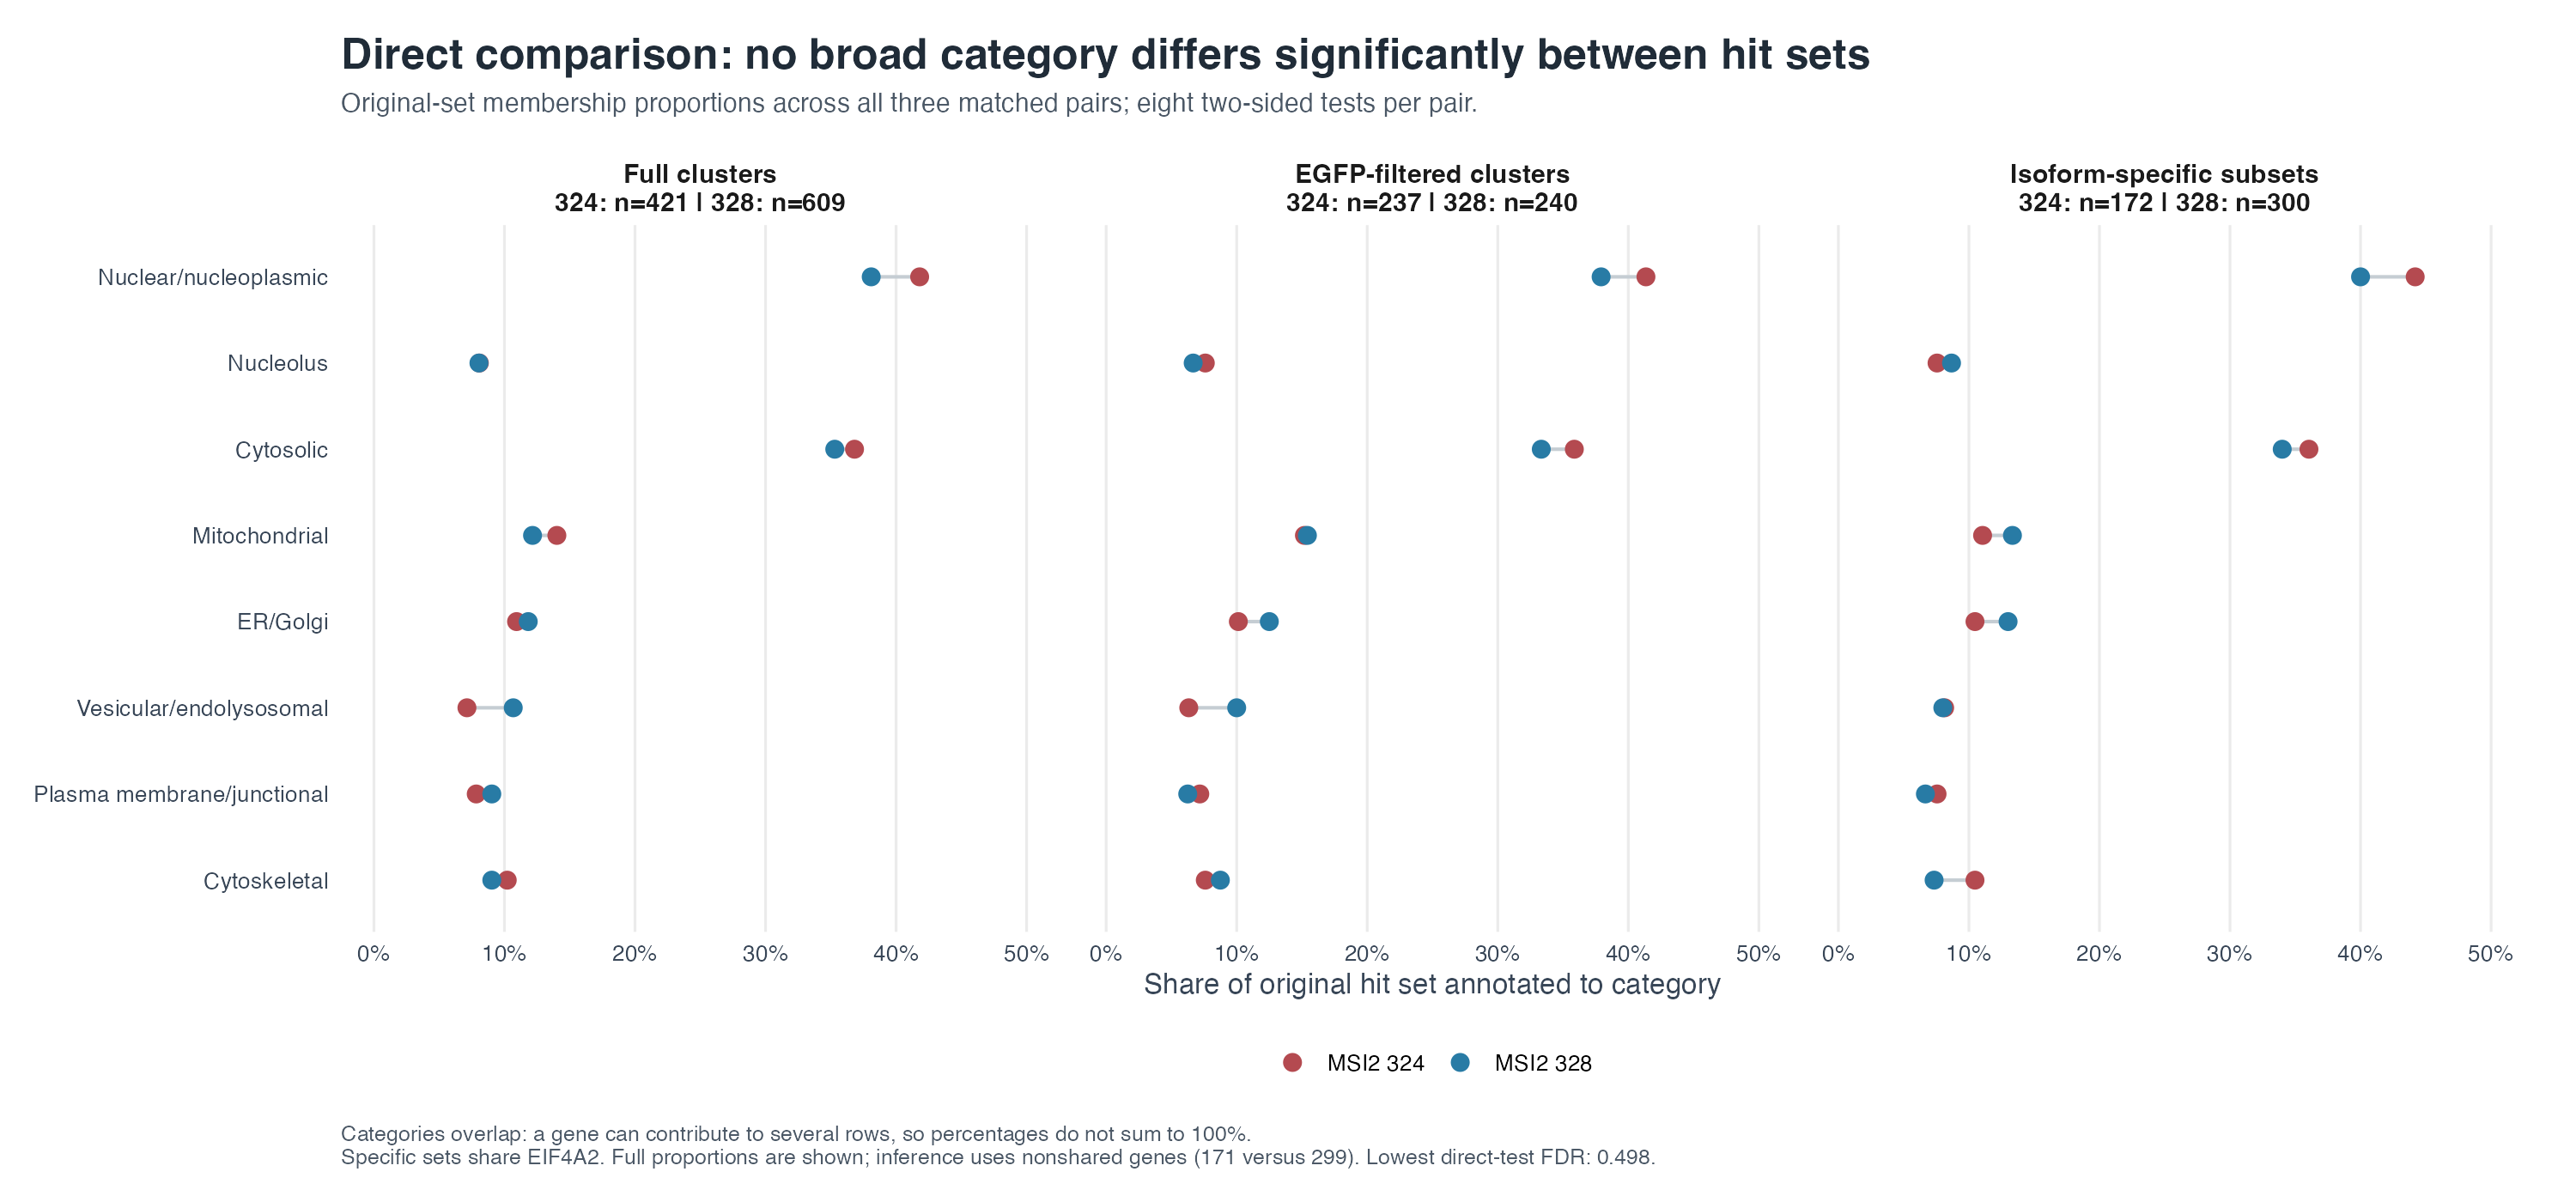 Direct comparison: no broad category differs significantly between hit sets
Original-set membership proportions across all three matched pairs; eight two-sided tests per pair.
Full clusters
324: n=421 | 328: n=609
EGFP-filtered clusters
324: n=237 | 328: n=240
Isoform-specific subsets
324: n=172 | 328: n=300
Nuclear/nucleoplasmic
Nucleolus
Cytosolic
Mitochondrial
ER/Golgi
Vesicular/endolysosomal
Plasma membrane/junctional
Cytoskeletal
0% 10% 20% 30% 40% 50% 0% 10% 20% 30% 40% 50% 0% 10% 20% 30% 40% 50%
Share of original hit set annotated to category
MSI2 324 MSI2 328
Categories overlap: a gene can contribute to several rows, so percentages do not sum to 100%.
Specific sets share EIF4A2. Full proportions are shown; inference uses nonshared genes (171 versus 299). Lowest direct-test FDR: 0.498.